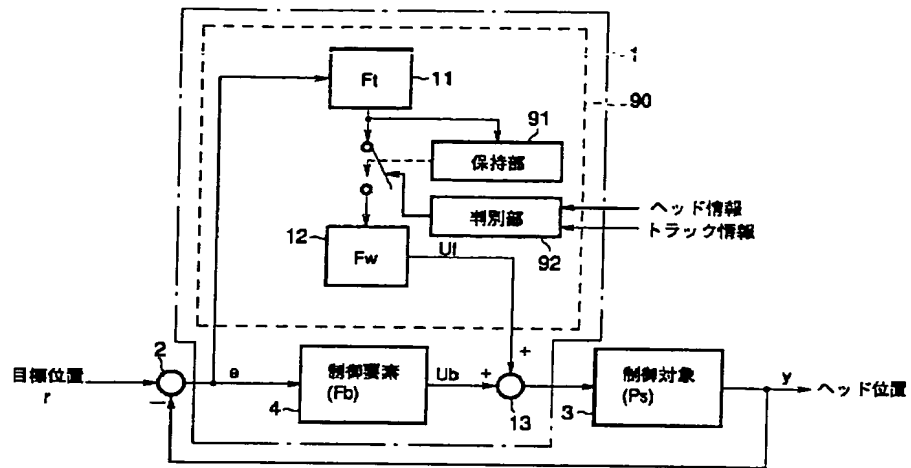 1
90
Ft
11
91
保持部
判別部
ヘッド情報
トラック情報
92
12
Fw
Uf
+
2
目標位置
r
−
e
制御要楽
(Fb)
4
Ub
+
13
制御対象
(Ps)
3
y
ヘッド位置